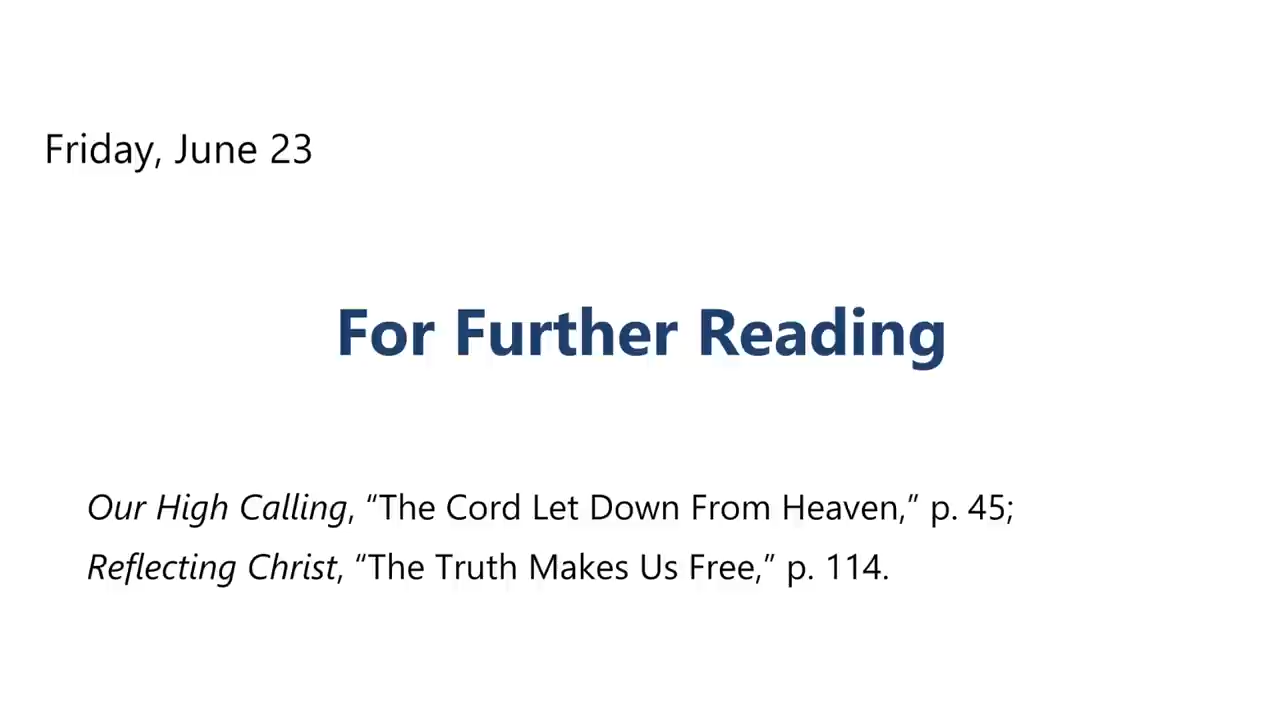 Friday, June 23
For Further Reading
Our High Calling, “The Cord Let Down From Heaven,” p. 45;
Reflecting Christ, “The Truth Makes Us Free,” p. 114.